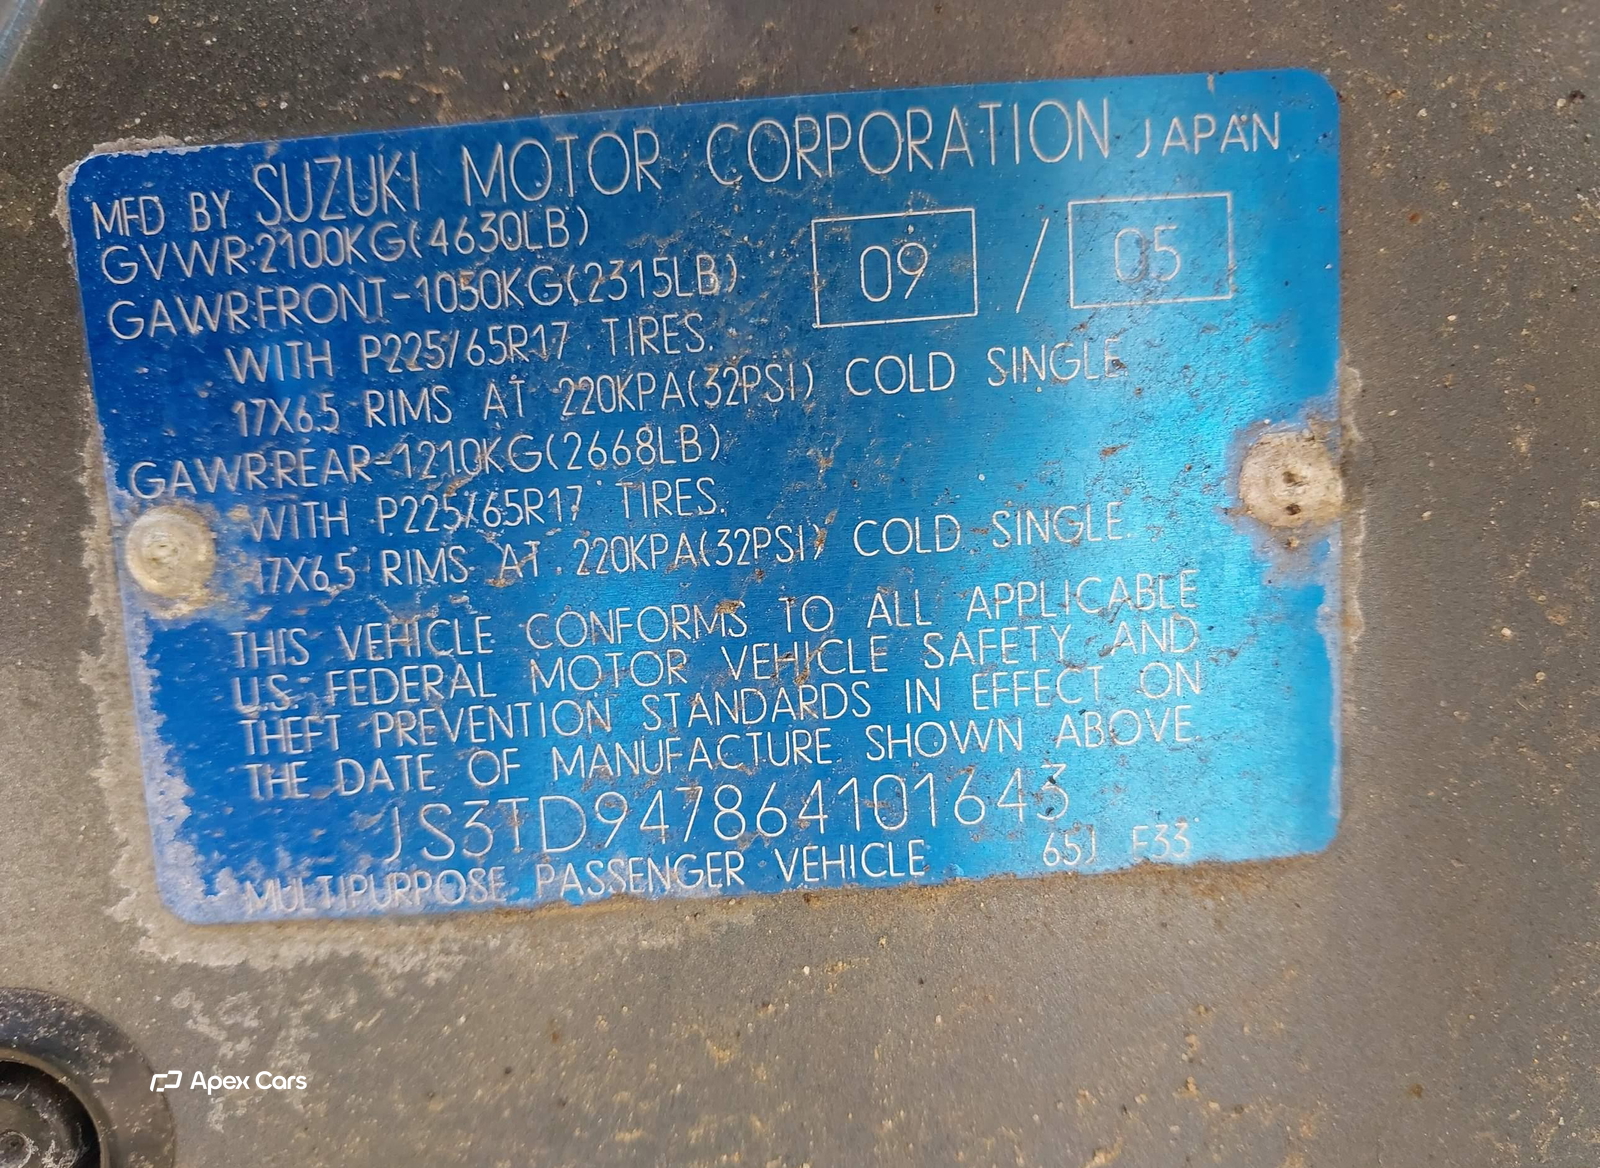 MFD BY SUZUKI MOTOR CORPORATION JAPAN
GVWR:2100KG(4630LB)
09 / 05
GAWR:FRONT-1050KG(2315LB)
WITH P225/65R17 TIRES.
17X6.5 RIMS AT 220KPA(32PSI) COLD SINGLE.
GAWR:REAR-1210KG(2668LB)
WITH P225/65R17 TIRES.
17X6.5 RIMS AT 220KPA(32PSI) COLD SINGLE.
THIS VEHICLE CONFORMS TO ALL APPLICABLE
U.S. FEDERAL MOTOR VEHICLE SAFETY AND
THEFT PREVENTION STANDARDS IN EFFECT ON
THE DATE OF MANUFACTURE SHOWN ABOVE.
JS3TD947864101643
MULTIPURPOSE PASSENGER VEHICLE 65J E33
Apex Cars